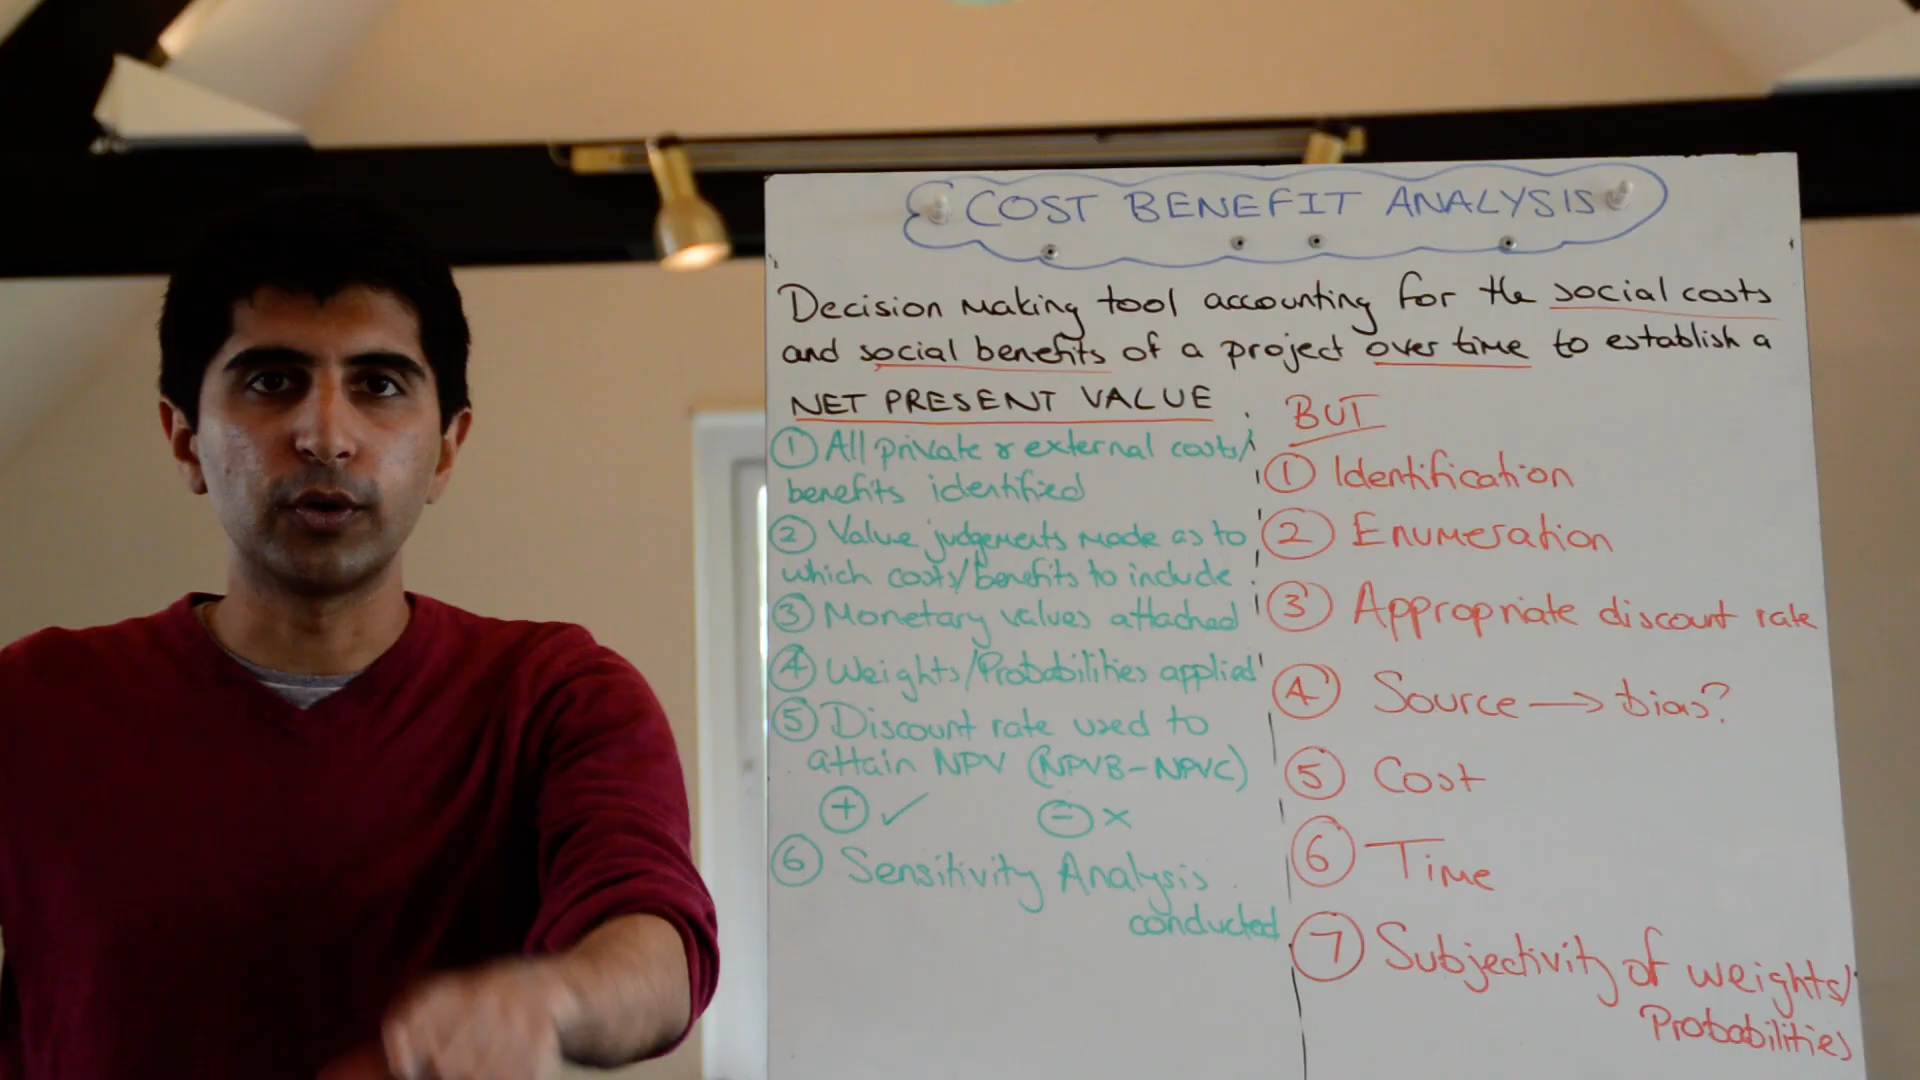 COST BENEFIT ANALYSIS
Decision making tool accounting for the social costs
and social benefits of a project over time to establish a
NET PRESENT VALUE
① All private & external costs/
benefits identified
② Value judgements made as to
which costs/benefits to include
③ Monetary values attached
④ Weights/Probabilities applied
⑤ Discount rate used to
attain NPV (NPVB-NPVC)
⊕ ✓ ⊖ ×
⑥ Sensitivity Analysis
conducted
BUT
① Identification
② Enumeration
③ Appropriate discount rate
④ Source → bias?
⑤ Cost
⑥ Time
⑦ Subjectivity of weights/
Probabilities